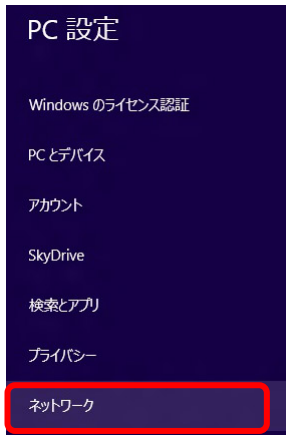 PC 設定
Windows のライセンス認証
PC とデバイス
アカウント
SkyDrive
検索とアプリ
プライバシー
ネットワーク